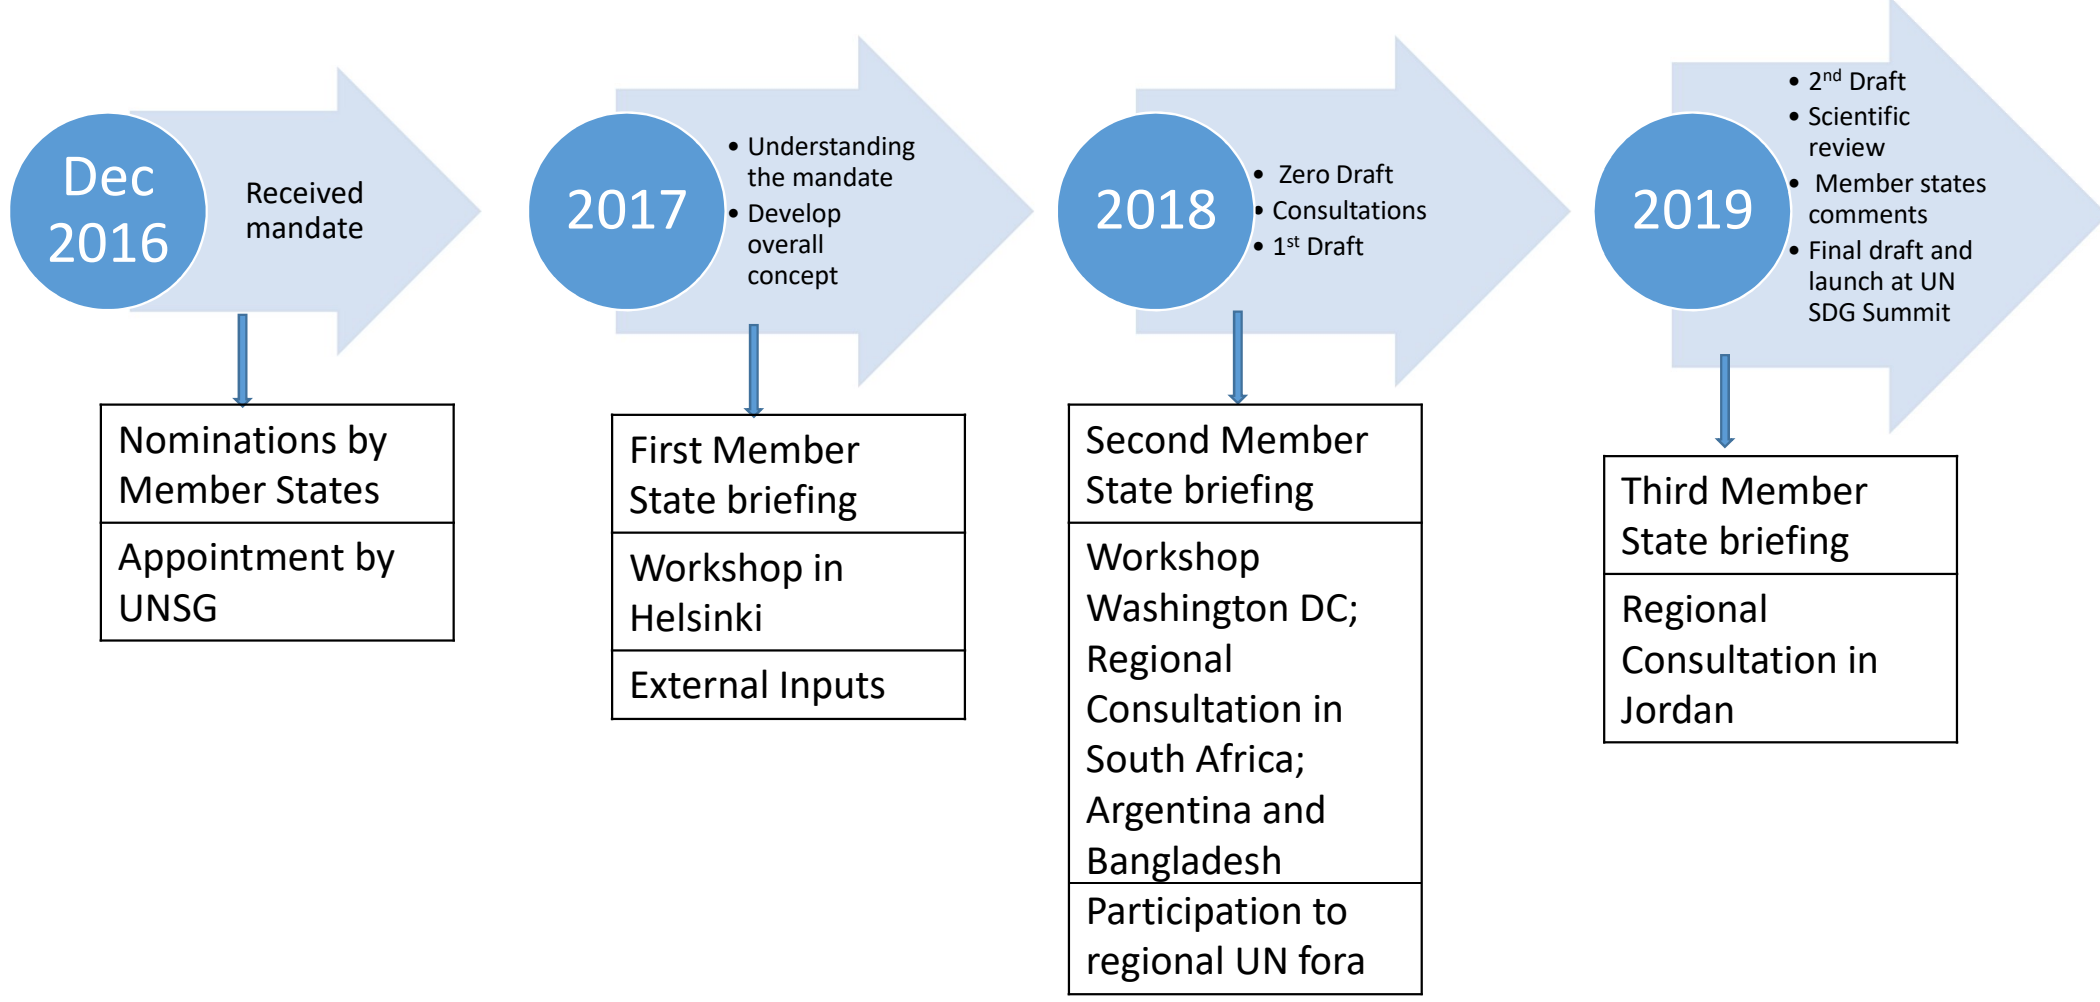 Dec
2016
Received
mandate
Nominations by
Member States
Appointment by
UNSG
2017
• Understanding
the mandate
• Develop
overall
concept
First Member
State briefing
Workshop in
Helsinki
External Inputs
2018
• Zero Draft
• Consultations
• 1st Draft
Second Member
State briefing
Workshop
Washington DC;
Regional
Consultation in
South Africa;
Argentina and
Bangladesh
Participation to
regional UN fora
2019
• 2nd Draft
• Scientific
review
• Member states
comments
• Final draft and
launch at UN
SDG Summit
Third Member
State briefing
Regional
Consultation in
Jordan